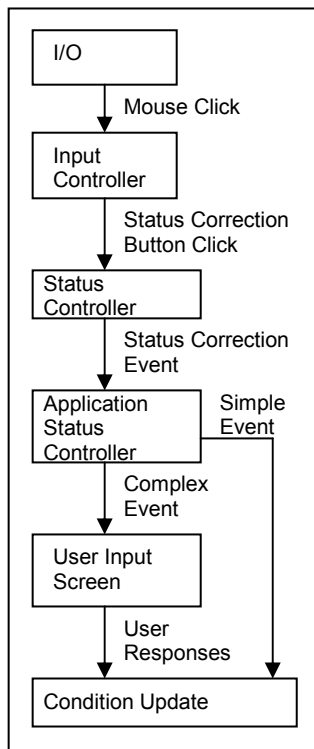 I/O
Mouse Click
Input
Controller
Status Correction
Button Click
Status
Controller
Status Correction
Event
Application
Status
Controller
Simple
Event
Complex
Event
User Input
Screen
User
Responses
Condition Update